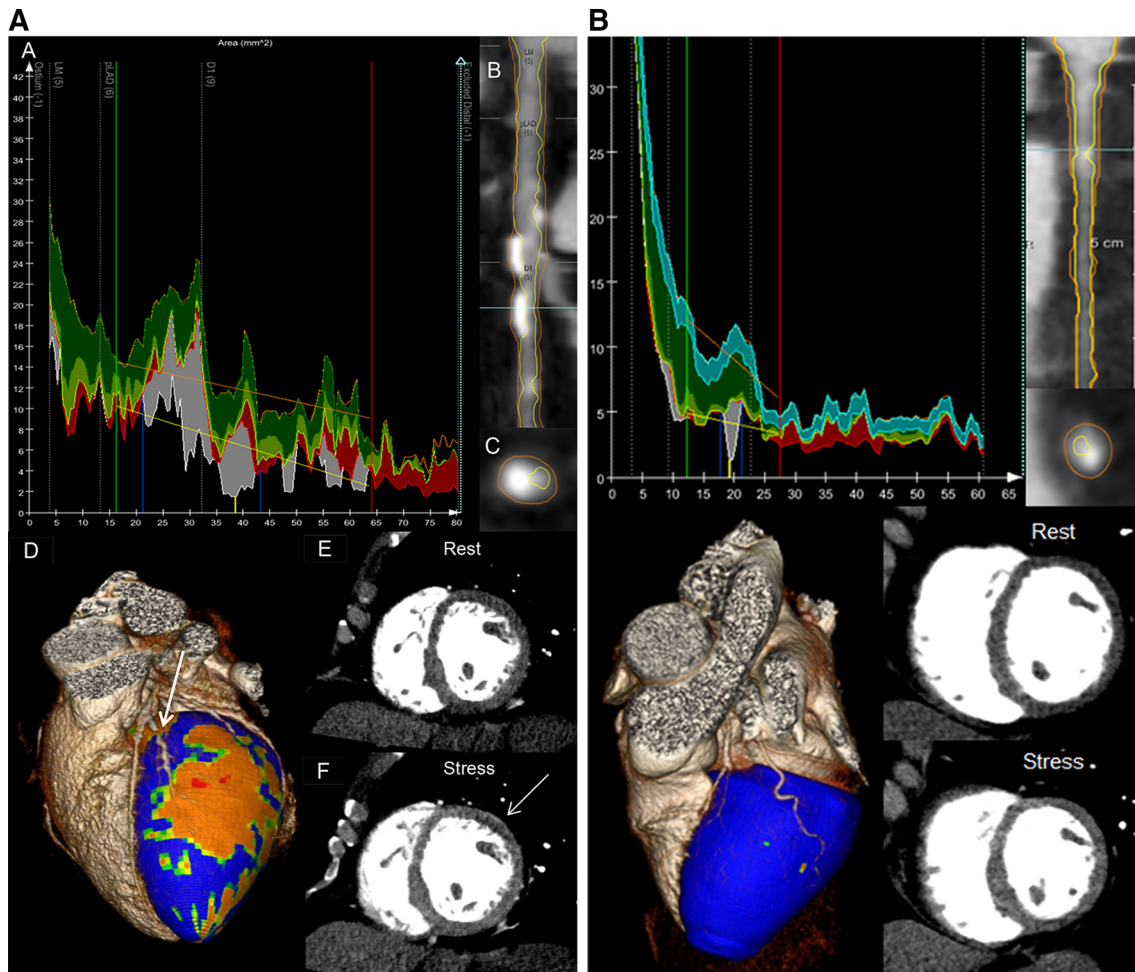 A
B
Area (mm^2)
A
Ostium (-1)
LM (5)
pLAD (6)
D1 (9)
Excluded Distal (-1)
42
40
38
36
34
32
30
28
26
24
22
20
18
16
14
12
10
8
6
4
2
0
0 5 10 15 20 25 30 35 40 45 50 55 60 65 70 75 80
B
LM
(5)
pLAD
(6)
D1
(9)
C
30
25
20
15
10
5
0
0 5 10 15 20 25 30 35 40 45 50 55 60 65
5 cm
D
E
Rest
F
Stress
Rest
Stress